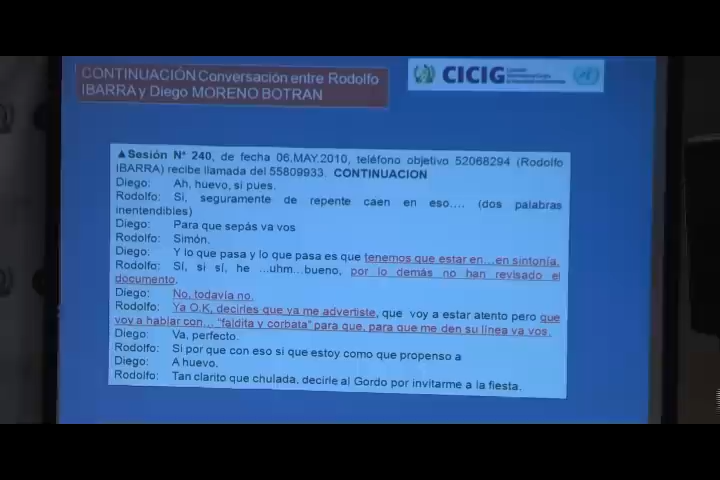 CONTINUACIÓN Conversación entre Rodolfo
IBARRA y Diego MORENO BOTRAN
CICIG
▲Sesión N° 240, de fecha 06.MAY.2010, teléfono objetivo 52068294 (Rodolfo
IBARRA) recibe llamada del 55809933. CONTINUACION
Diego: Ah, huevo, si pues.
Rodolfo: Si, seguramente de repente caen en eso.... (dos palabras
inentendibles)
Diego: Para que sepás va vos
Rodolfo: Simón.
Diego: Y lo que pasa y lo que pasa es que tenemos que estar en...en sintonía.
Rodolfo: Sí, si sí, he ...uhm...bueno, por lo demás no han revisado el
documento.
Diego: No, todavía no.
Rodolfo: Ya O.K, decirles que ya me advertiste, que voy a estar atento pero que
voy a hablar con... "faldita y corbata" para que, para que me den su línea va vos.
Diego: Va, perfecto.
Rodolfo: Si por que con eso si que estoy como que propenso a
Diego: A huevo.
Rodolfo: Tan clarito que chulada, decirle al Gordo por invitarme a la fiesta.